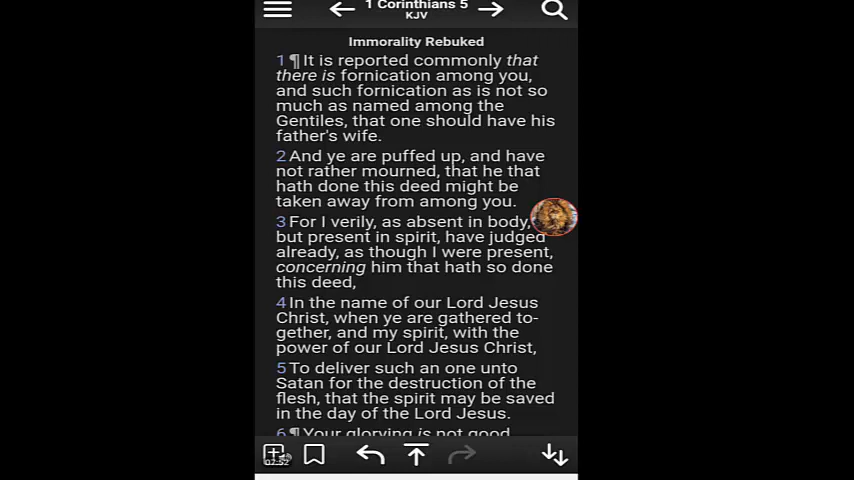 1 Corinthians 5
KJV
Immorality Rebuked
1 ¶ It is reported commonly that
there is fornication among you,
and such fornication as is not so
much as named among the
Gentiles, that one should have his
father's wife.
2 And ye are puffed up, and have
not rather mourned, that he that
hath done this deed might be
taken away from among you.
3 For I verily, as absent in body,
but present in spirit, have judged
already, as though I were present,
concerning him that hath so done
this deed,
4 In the name of our Lord Jesus
Christ, when ye are gathered to-
gether, and my spirit, with the
power of our Lord Jesus Christ,
5 To deliver such an one unto
Satan for the destruction of the
flesh, that the spirit may be saved
in the day of the Lord Jesus.
6 ¶ Your glorying is not good.
07:52